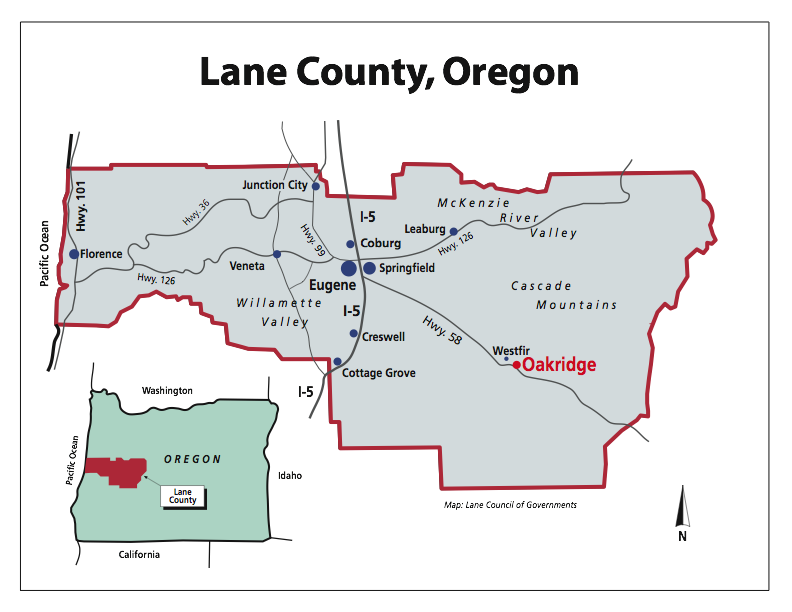 Lane County, Oregon
Hwy. 101
Pacific Ocean
Junction City
Hwy. 36
McKenzie
River
Valley
I-5
Leaburg
Coburg
Hwy. 99
Hwy. 126
Florence
Veneta
Springfield
Hwy. 126
Eugene
Cascade
Mountains
Willamette
Valley
I-5
Creswell
Hwy. 58
Westfir
Oakridge
Cottage Grove
I-5
Washington
Pacific Ocean
OREGON
Idaho
Lane
County
California
Map: Lane Council of Governments
N